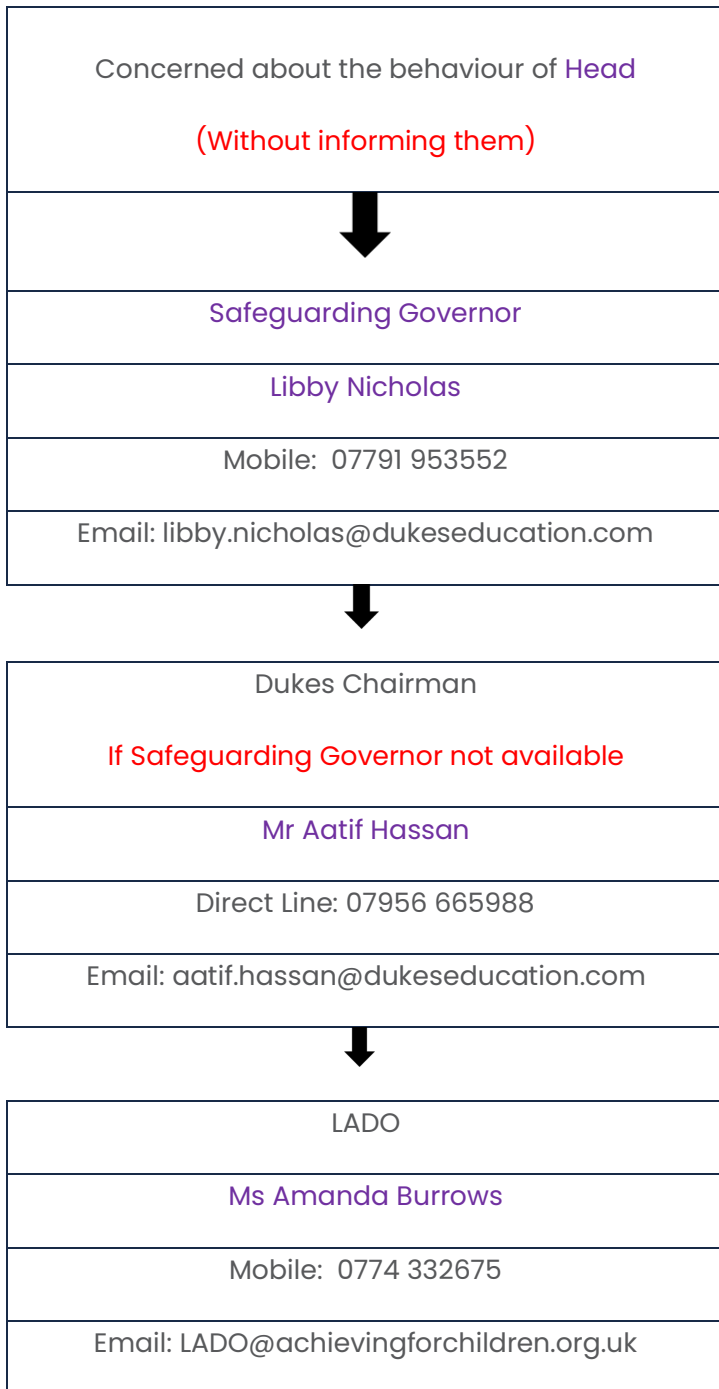 Concerned about the behaviour of Head
(Without informing them)
Safeguarding Governor
Libby Nicholas
Mobile:  07791 953552
Email: libby.nicholas@dukeseducation.com
Dukes Chairman
If Safeguarding Governor not available
Mr Aatif Hassan
Direct Line: 07956 665988
Email: aatif.hassan@dukeseducation.com
LADO
Ms Amanda Burrows
Mobile:  0774 332675
Email: LADO@achievingforchildren.org.uk